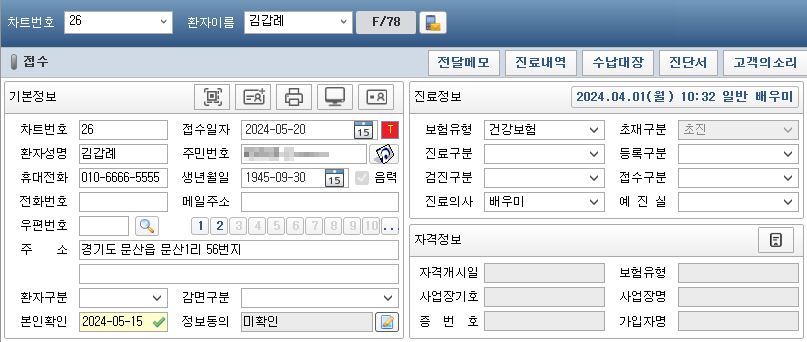 차트번호 26 환자이름 김갑례 F/78
접수 전달메모 진료내역 수납대장 진단서 고객의소리
기본정보
차트번호 26 접수일자 2024-05-20 15 T
환자성명 김갑례 주민번호
휴대전화 010-6666-5555 생년월일 1945-09-30 15 음력
전화번호 메일주소
우편번호 1 2 3 4 5 6 7 8 9 10 ...
주 소 경기도 문산읍 문산1리 56번지
환자구분 감면구분
본인확인 2024-05-15 정보동의 미확인
진료정보 2024.04.01(월) 10:32 일반 배우미
보험유형 건강보험 초재구분 초진
진료구분 등록구분
검진구분 접수구분
진료의사 배우미 예 진 실
자격정보
자격개시일 보험유형
사업장기호 사업장명
증 번 호 가입자명